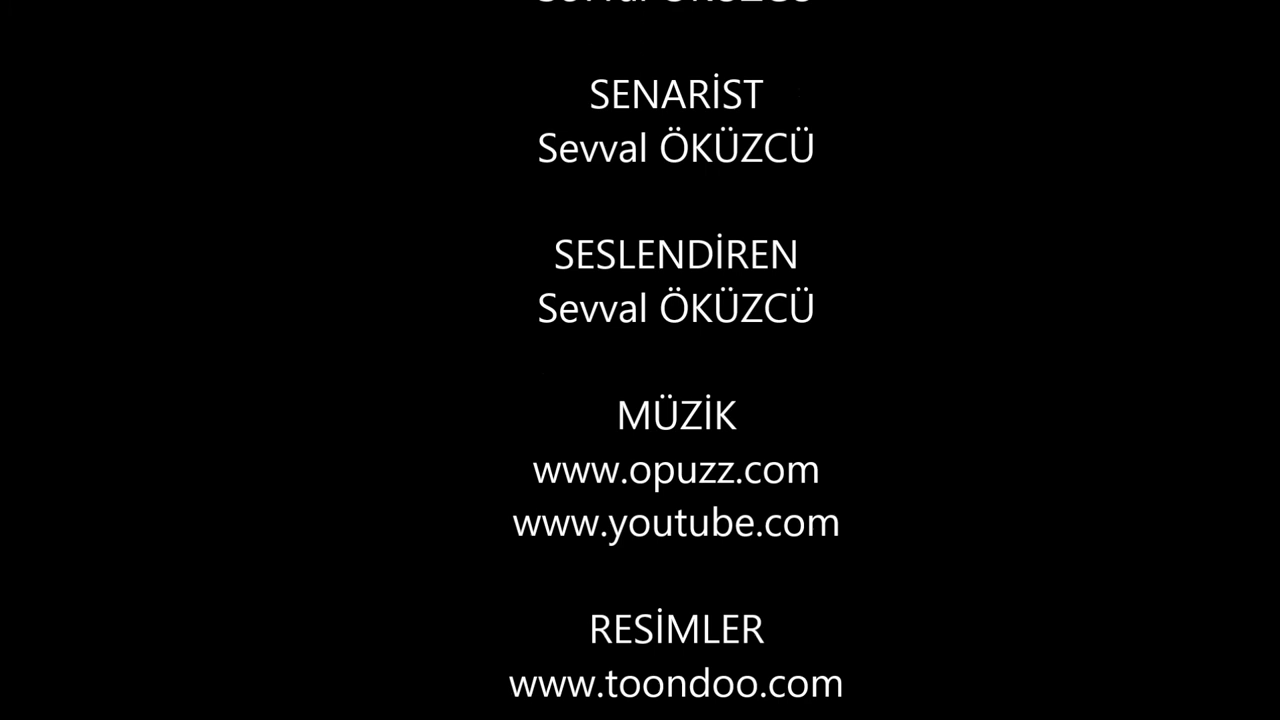 SENARİST
Sevval ÖKÜZCÜ
SESLENDİREN
Sevval ÖKÜZCÜ
MÜZİK
www.opuzz.com
www.youtube.com
RESİMLER
www.toondoo.com